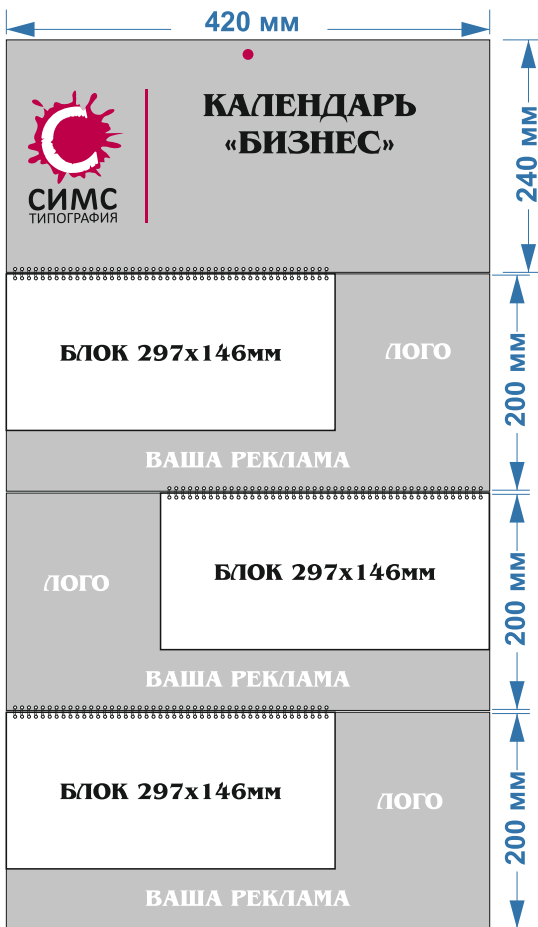 420 мм
КАЛЕНДАРЬ
«БИЗНЕС»
СИМС
ТИПОГРАФИЯ
240 мм
БЛОК 297х146мм
ЛОГО
200 мм
ВАША РЕКЛАМА
ЛОГО
БЛОК 297х146мм
200 мм
ВАША РЕКЛАМА
БЛОК 297х146мм
ЛОГО
200 мм
ВАША РЕКЛАМА